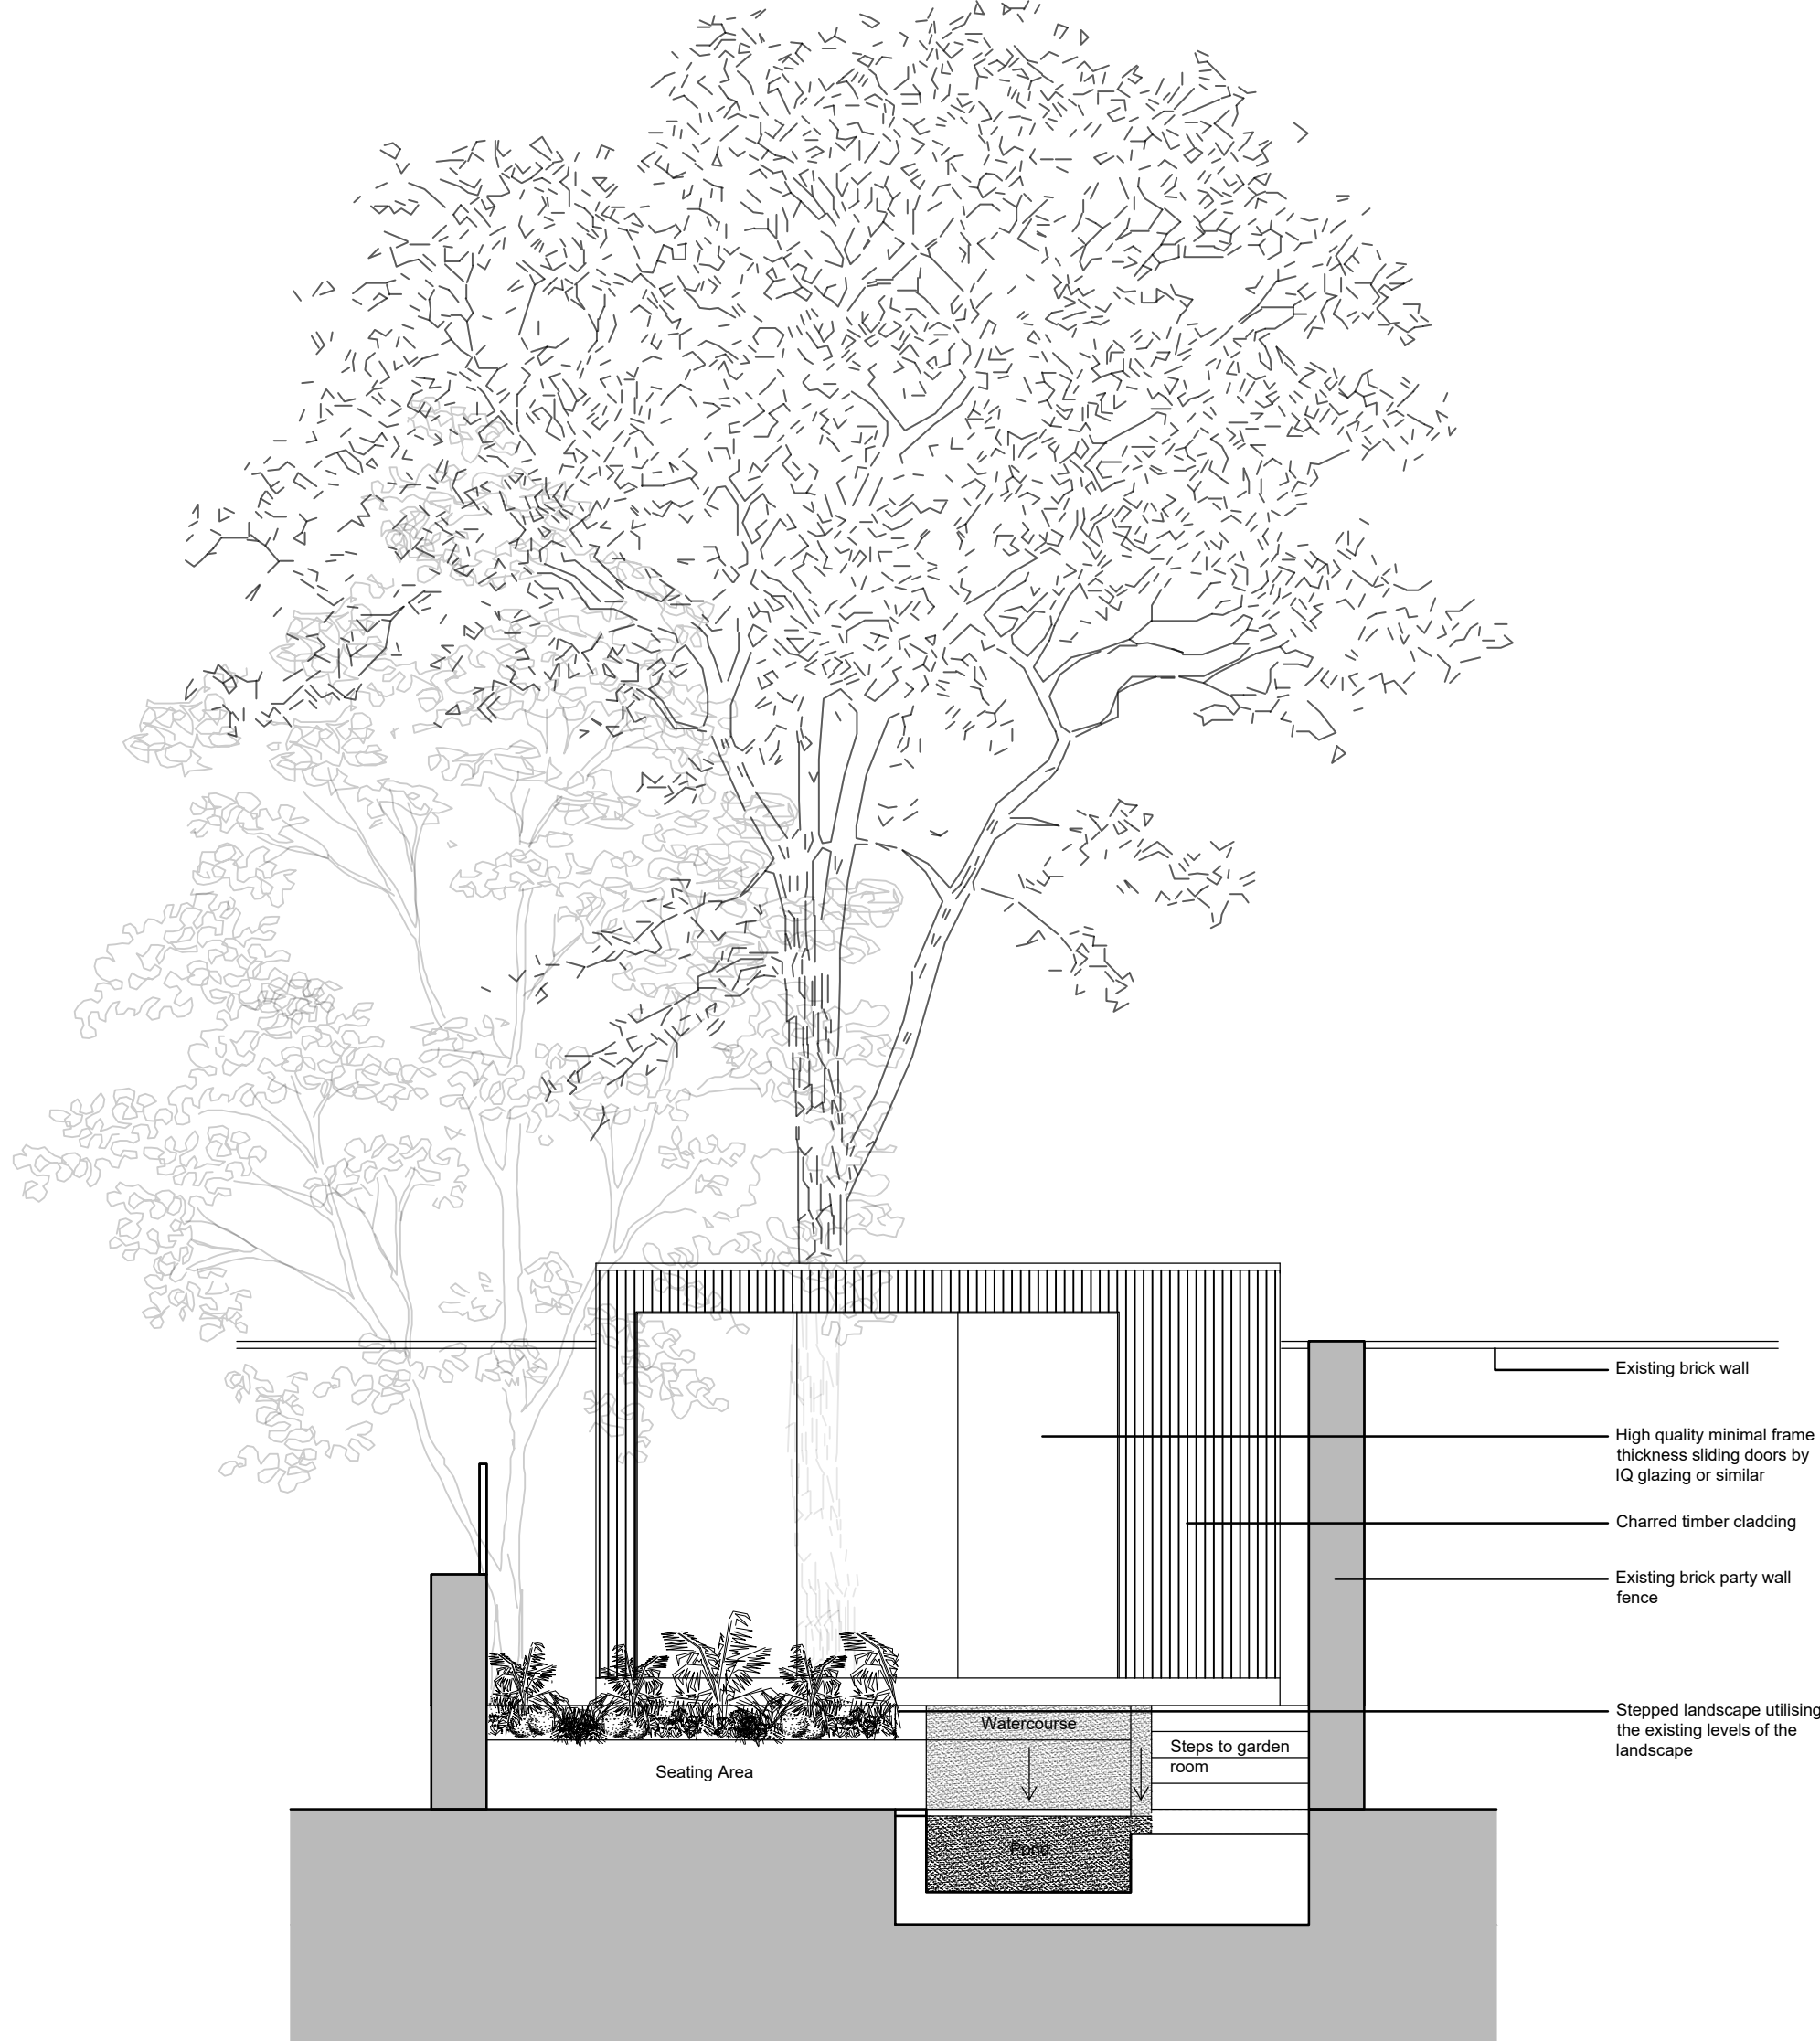 Existing brick wall
High quality minimal frame
thickness sliding doors by
IQ glazing or similar
Charred timber cladding
Existing brick party wall
fence
Stepped landscape utilising
the existing levels of the
landscape
Watercourse
Steps to garden
room
Seating Area
Pond